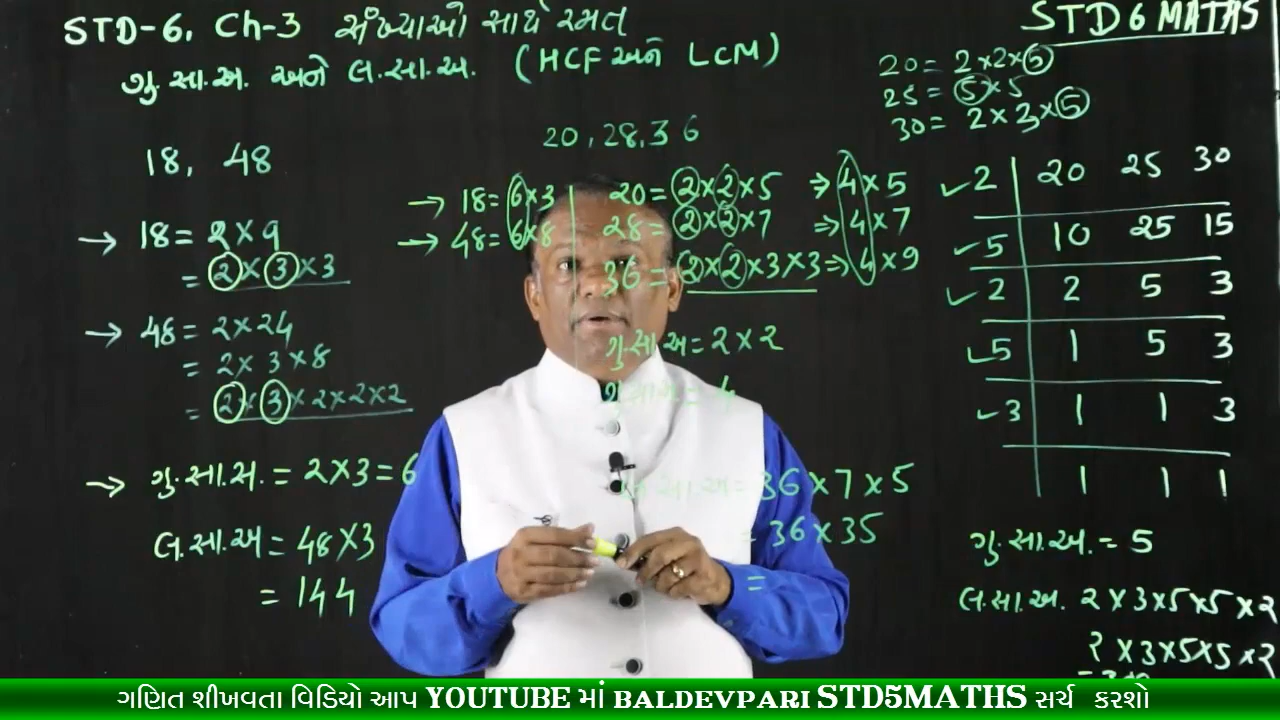 STD-6. Ch-3 સંખ્યાઓ સાથે રમત
ગુ.સા.અ. અને લ.સા.અ. (HCF અને LCM)
18, 48
→ 18 = 2×9
= 2×3×3
→ 48 = 2×24
= 2×3×8
= 2×3×2×2×2
→ ગુ.સા.અ. = 2×3=6
લ.સા.અ = 48×3
= 144
20,28,36
→ 18=6×3
→ 48=6×8
20=2×2×5 ⇒ 4×5
28=2×2×7 ⇒ 4×7
36=2×2×3×3 ⇒ 4×9
ગુ.સા.અ = 2×2
ગુ.સા.અ = 4
લ.સા.અ = 36×7×5
= 36×35
=
STD 6 MATHS
20= 2×2×5
25= 5×5
30= 2×3×5
✓2 20 25 30
✓5 10 25 15
✓2 2 5 3
✓5 1 5 3
✓3 1 1 3
1 1 1
ગુ.સા.અ. = 5
લ.સા.અ. 2×3×5×5×2
2×3×5×5×2
ગણિત શીખવતા વિડિયો આપ YOUTUBE માં BALDEVPARI STD5MATHS સર્ચ કરશો